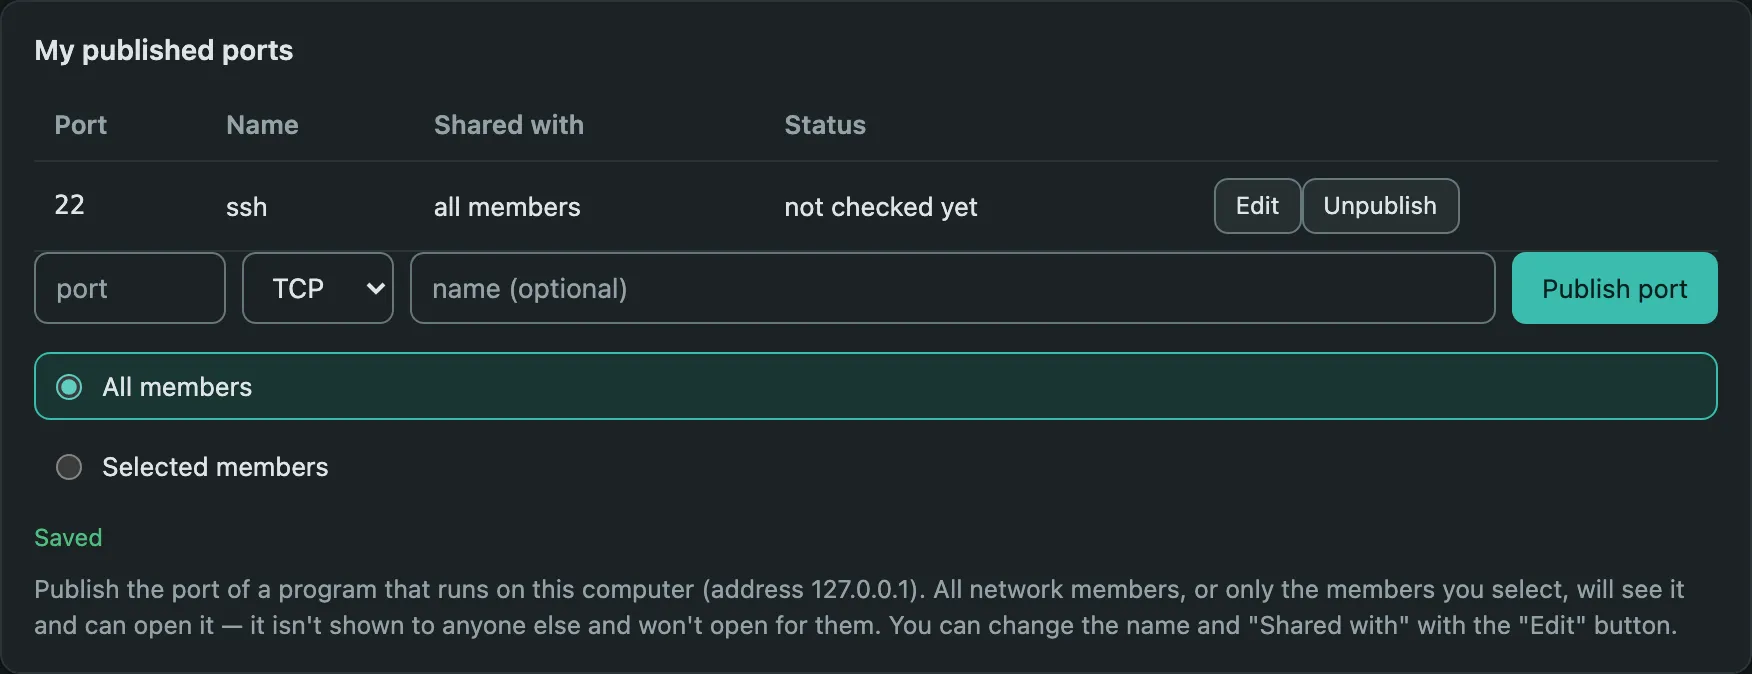 My published ports
Port Name Shared with Status
22 ssh all members not checked yet Edit Unpublish
port TCP name (optional) Publish port
All members
Selected members
Saved
Publish the port of a program that runs on this computer (address 127.0.0.1). All network members, or only the members you select, will see it
and can open it — it isn't shown to anyone else and won't open for them. You can change the name and "Shared with" with the "Edit" button.